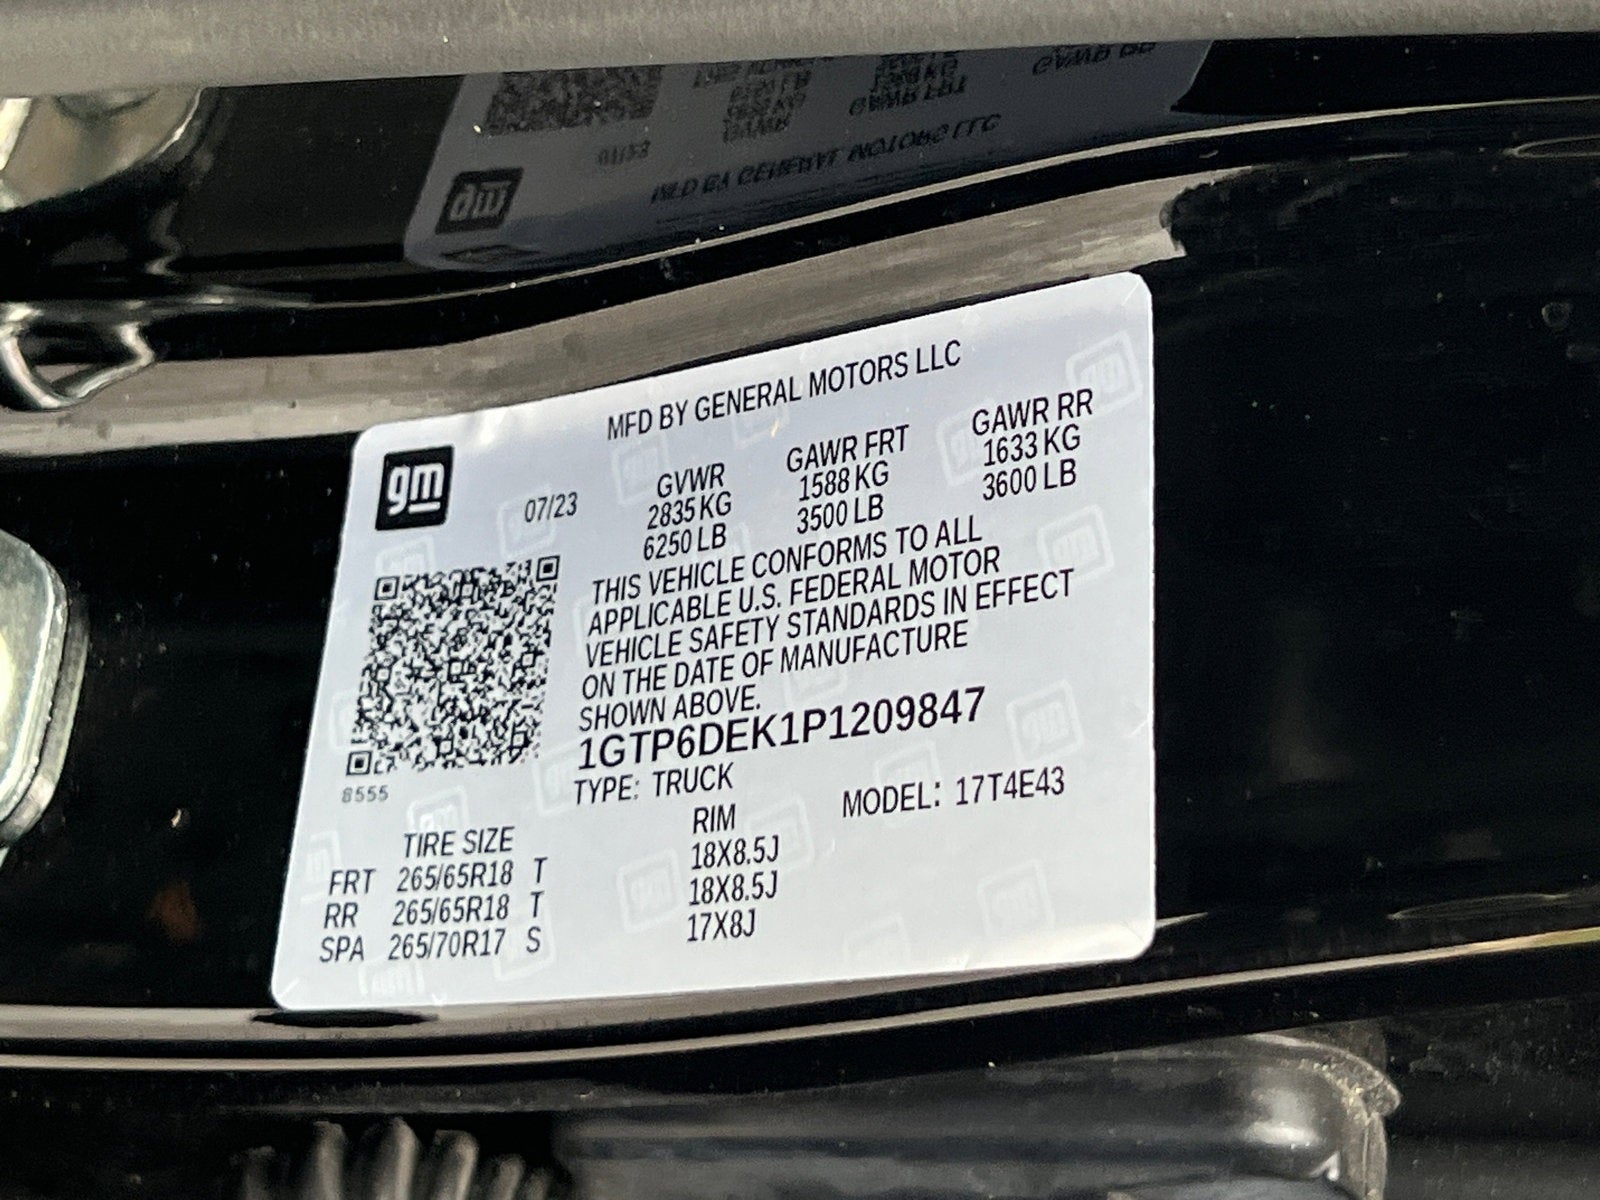 MFD BY GENERAL MOTORS LLC
gm
07/23
GVWR GAWR FRT GAWR RR
2835 KG 1588 KG 1633 KG
6250 LB 3500 LB 3600 LB
THIS VEHICLE CONFORMS TO ALL
APPLICABLE U.S. FEDERAL MOTOR
VEHICLE SAFETY STANDARDS IN EFFECT
ON THE DATE OF MANUFACTURE
SHOWN ABOVE.
1GTP6DEK1P1209847
8555
TYPE: TRUCK MODEL: 17T4E43
TIRE SIZE RIM
FRT 265/65R18 T 18X8.5J
RR 265/65R18 T 18X8.5J
SPA 265/70R17 S 17X8J